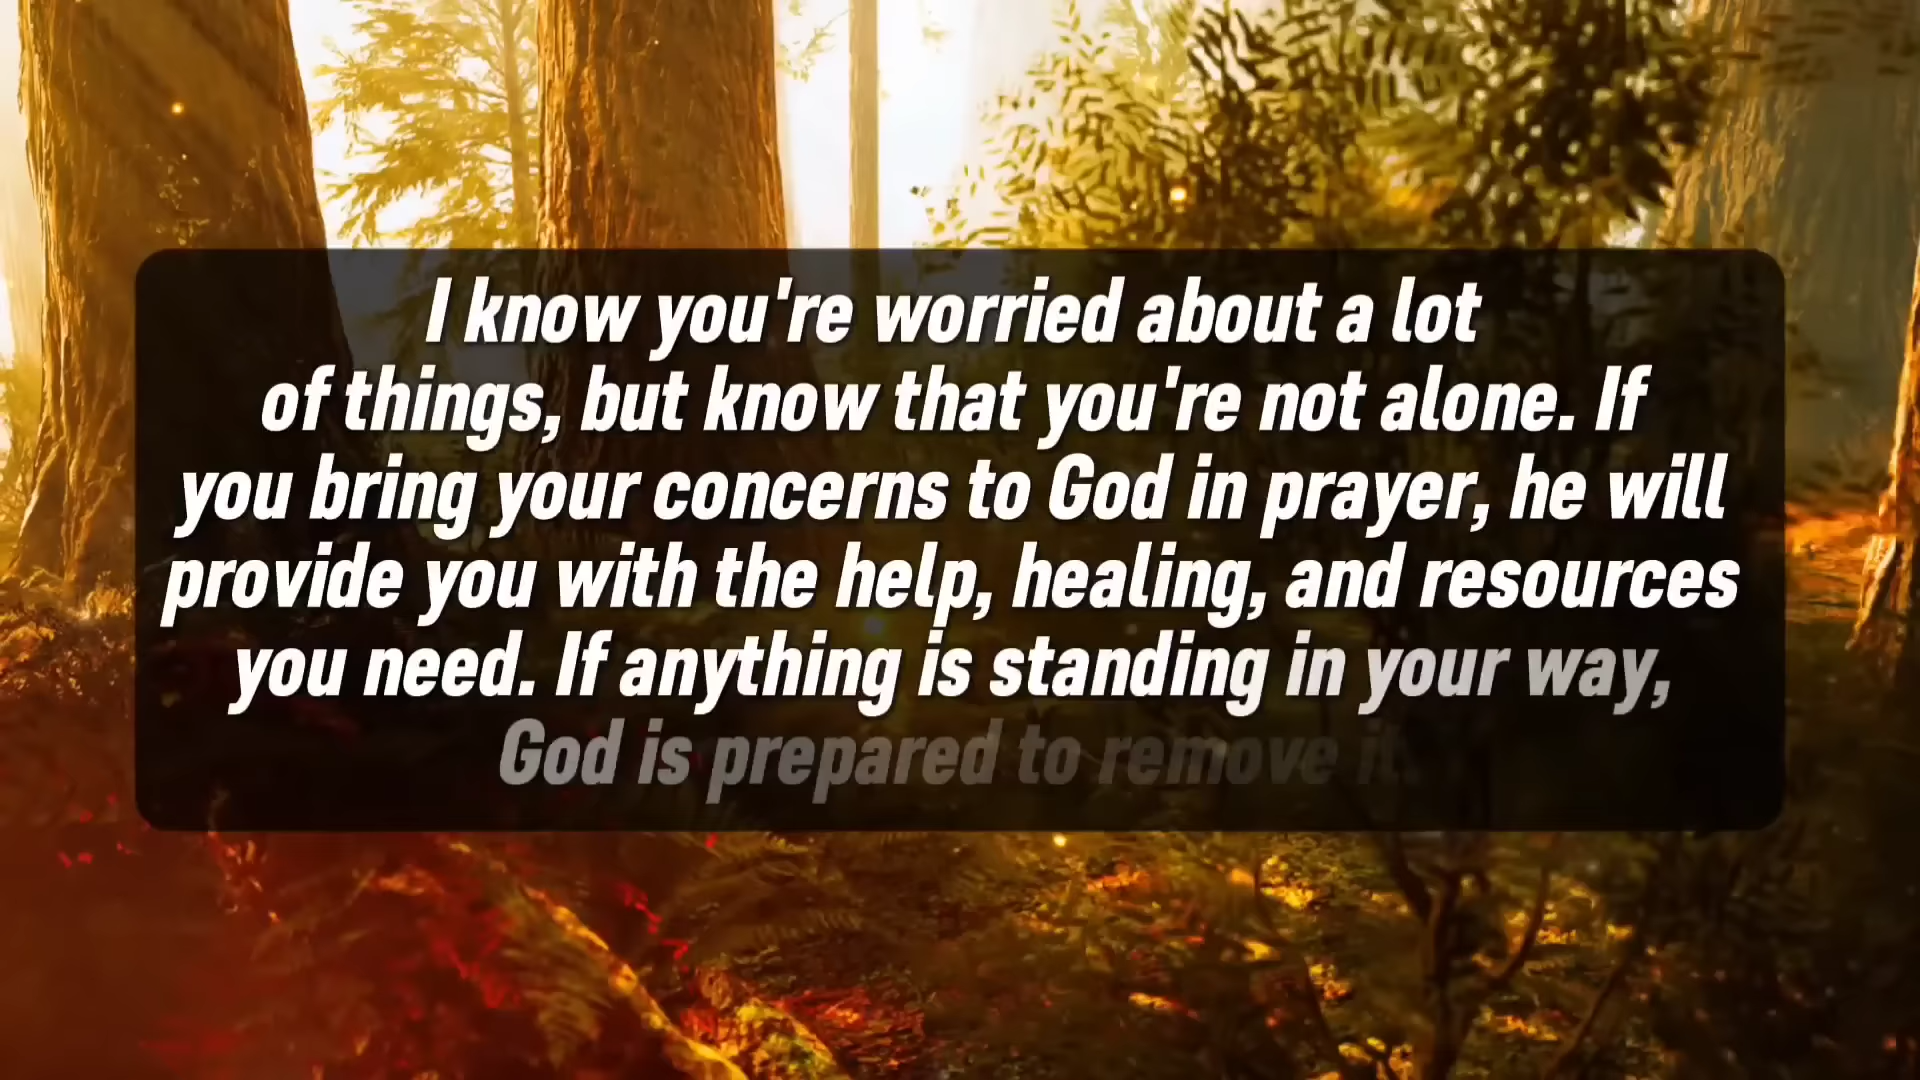 I know you're worried about a lot
of things, but know that you're not alone. If
you bring your concerns to God in prayer, he will
provide you with the help, healing, and resources
you need. If anything is standing in your way,
God is prepared to remove it.